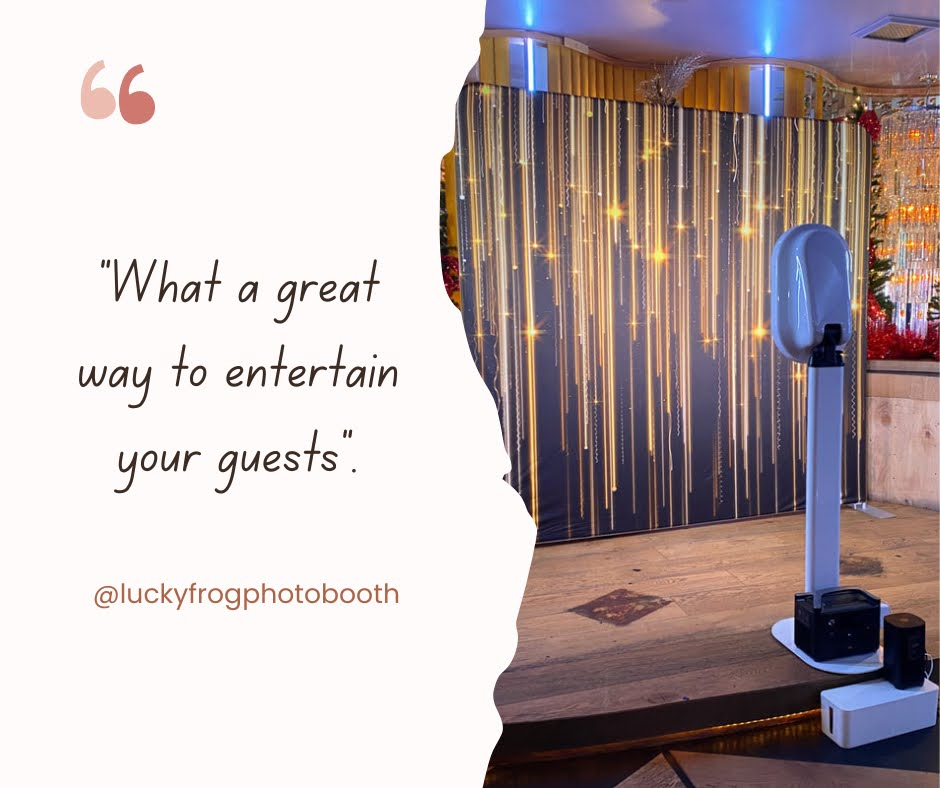 "What a great
way to entertain
your guests".
@luckyfrogphotobooth